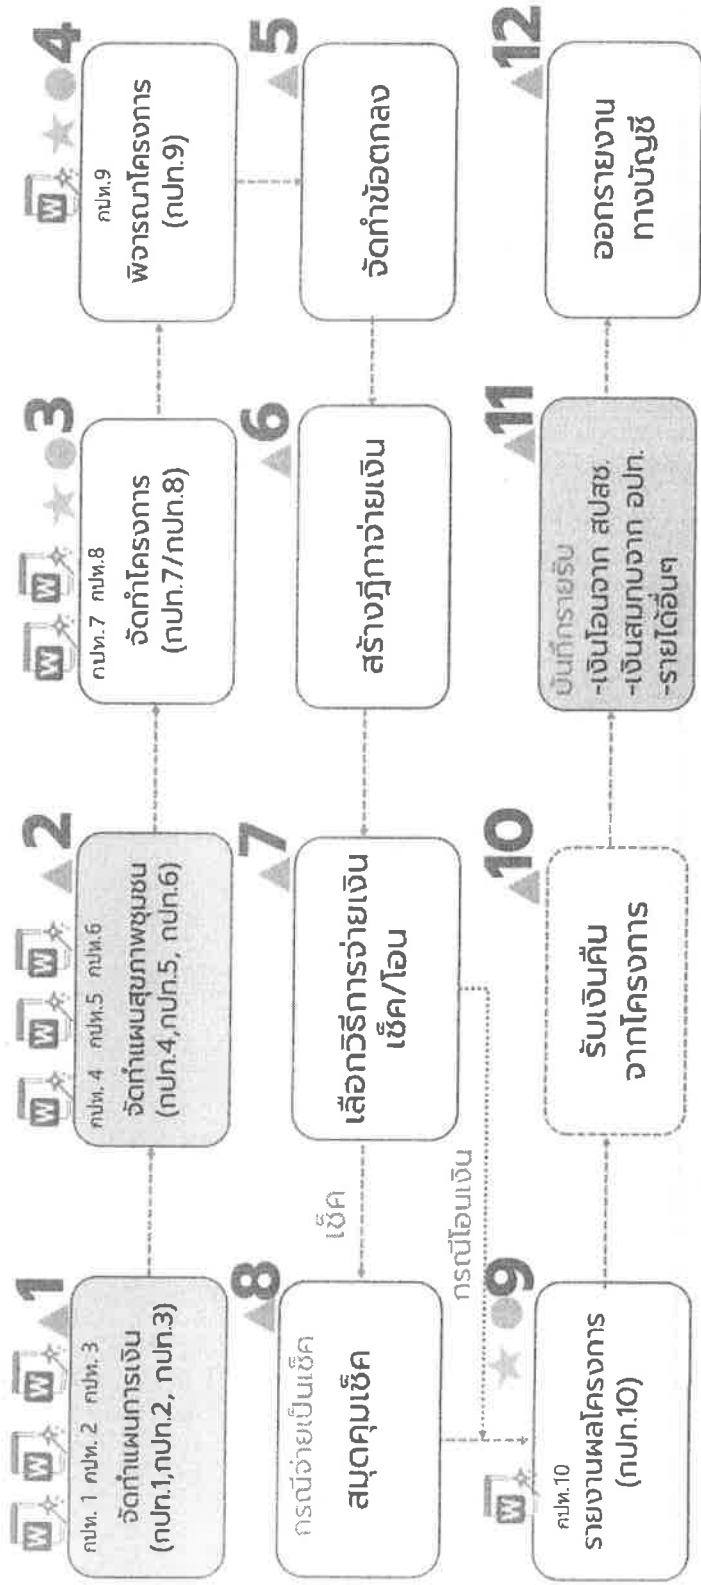 1
กปท. 1 กปท. 2 กปท. 3
จัดทำแผนการเงิน
(กปท.1,กปท.2, กปท.3)
2
กปท. 4 กปท.5 กปท.6
จัดทำแผนสุขภาพชุมชน
(กปท.4,กปท.5, กปท.6)
3
กปท.7 กปท.8
จัดทำโครงการ
(กปท.7/กปท.8)
4
กปท.9
พิจารณาโครงการ
(กปท.9)
5
จัดทำข้อตกลง
6
สร้างฎีกาจ่ายเงิน
7
เลือกวิธีการจ่ายเงิน
เช็ค/โอน
เช็ค
กรณีโอนเงิน
8
กรณีจ่ายเป็นเช็ค
สมุดคุมเช็ค
9
กปท.10
รายงานผลโครงการ
(กปท.10)
10
รับเงินคืน
จากโครงการ
11
บันทึกรายรับ
-เงินโอนจาก สปสช.
-เงินสมทบจาก อปท.
-รายได้อื่นๆ
12
ออกรายงาน
ทางบัญชี
W
W
W
W
W
W
W
W
W
W